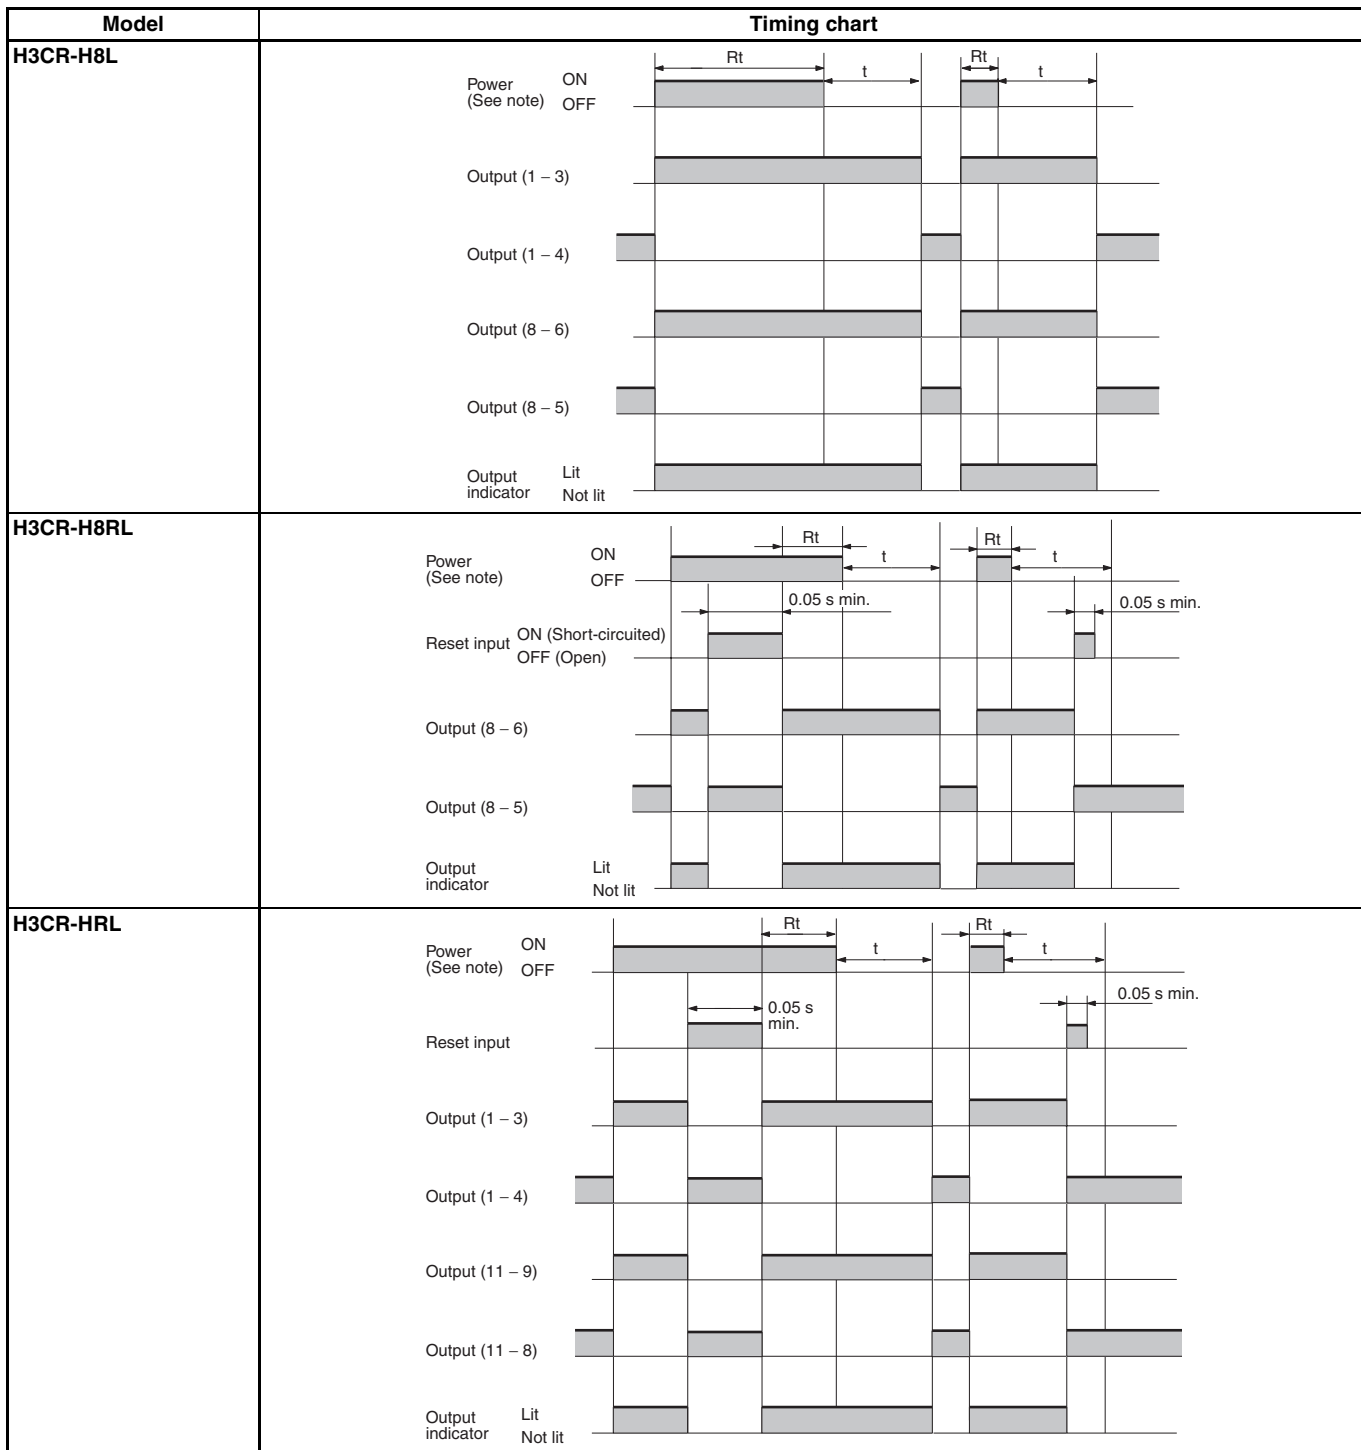 Model
Timing chart
H3CR-H8L
Rt
t
Rt
t
Power
(See note)
ON
OFF
Output (1 – 3)
Output (1 – 4)
Output (8 – 6)
Output (8 – 5)
Output
indicator
Lit
Not lit
H3CR-H8RL
Rt
t
Rt
t
Power
(See note)
ON
OFF
0.05 s min.
0.05 s min.
Reset input
ON (Short-circuited)
OFF (Open)
Output (8 – 6)
Output (8 – 5)
Output
indicator
Lit
Not lit
H3CR-HRL
Rt
t
Rt
t
Power
(See note)
ON
OFF
0.05 s
min.
0.05 s min.
Reset input
Output (1 – 3)
Output (1 – 4)
Output (11 – 9)
Output (11 – 8)
Output
indicator
Lit
Not lit